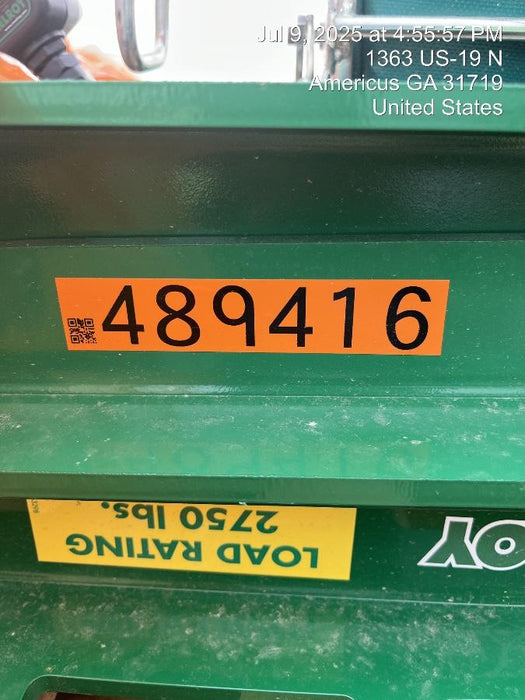 Jul 9, 2025 at 4:55:57 PM
1363 US-19 N
Americus GA 31719
United States
489416
LOAD RATING
2750 lbs.
OY